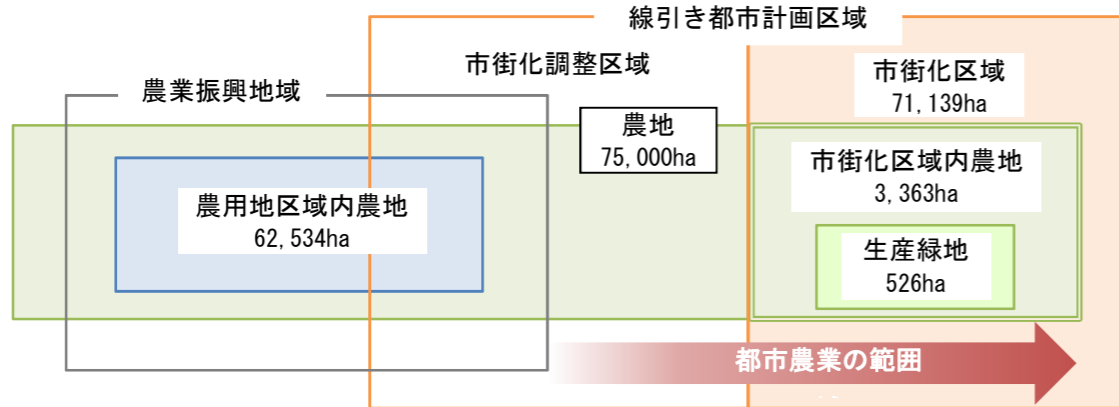 線引き都市計画区域
市街化調整区域
市街化区域
71,139ha
農業振興地域
農地
75,000ha
市街化区域内農地
3,363ha
農用地区域内農地
62,534ha
生産緑地
526ha
都市農業の範囲